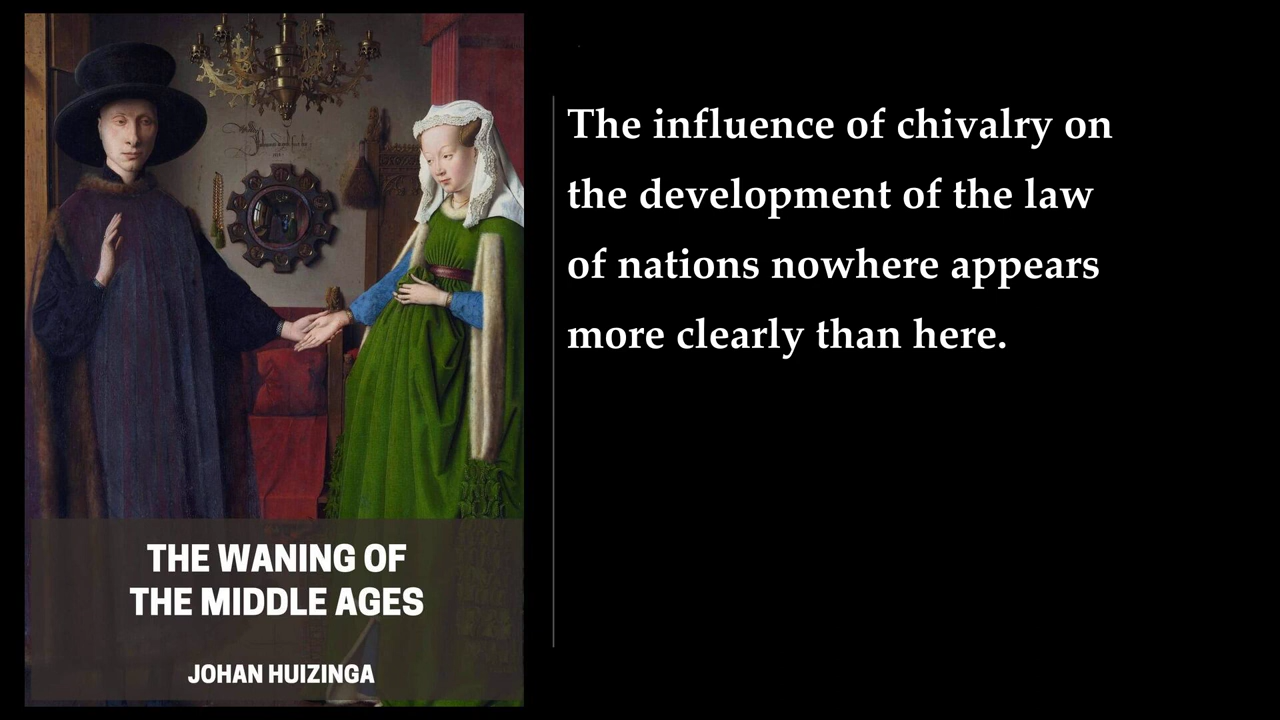 THE WANING OF
THE MIDDLE AGES
JOHAN HUIZINGA
The influence of chivalry on
the development of the law
of nations nowhere appears
more clearly than here.